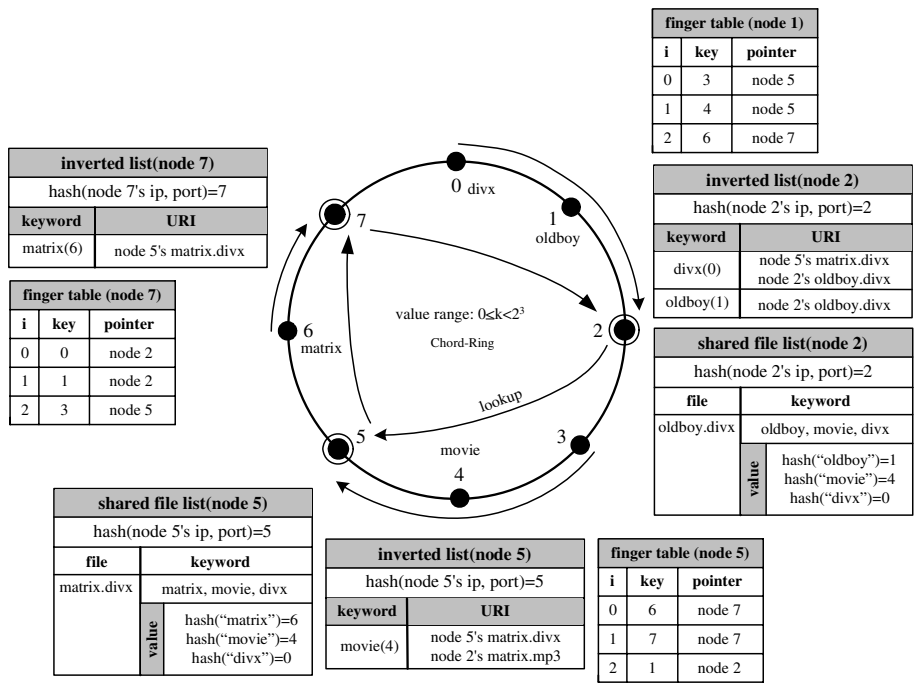 finger table (node 1)
i key pointer
0 3 node 5
1 4 node 5
2 6 node 7
inverted list(node 7)
hash(node 7's ip, port)=7
keyword URI
matrix(6) node 5's matrix.divx
finger table (node 7)
i key pointer
0 0 node 2
1 1 node 2
2 3 node 5
0 divx
1
oldboy
2
3
4
movie
5
6
matrix
7
value range: 0≤k<2³
Chord-Ring
lookup
inverted list(node 2)
hash(node 2's ip, port)=2
keyword URI
divx(0) node 5's matrix.divx
node 2's oldboy.divx
oldboy(1) node 2's oldboy.divx
shared file list(node 2)
hash(node 2's ip, port)=2
file keyword
oldboy.divx oldboy, movie, divx
value
hash(“oldboy”)=1
hash(“movie”)=4
hash(“divx”)=0
shared file list(node 5)
hash(node 5's ip, port)=5
file keyword
matrix.divx matrix, movie, divx
value
hash(“matrix”)=6
hash(“movie”)=4
hash(“divx”)=0
inverted list(node 5)
hash(node 5's ip, port)=5
keyword URI
movie(4) node 5's matrix.divx
node 2's matrix.mp3
finger table (node 5)
i key pointer
0 6 node 7
1 7 node 7
2 1 node 2